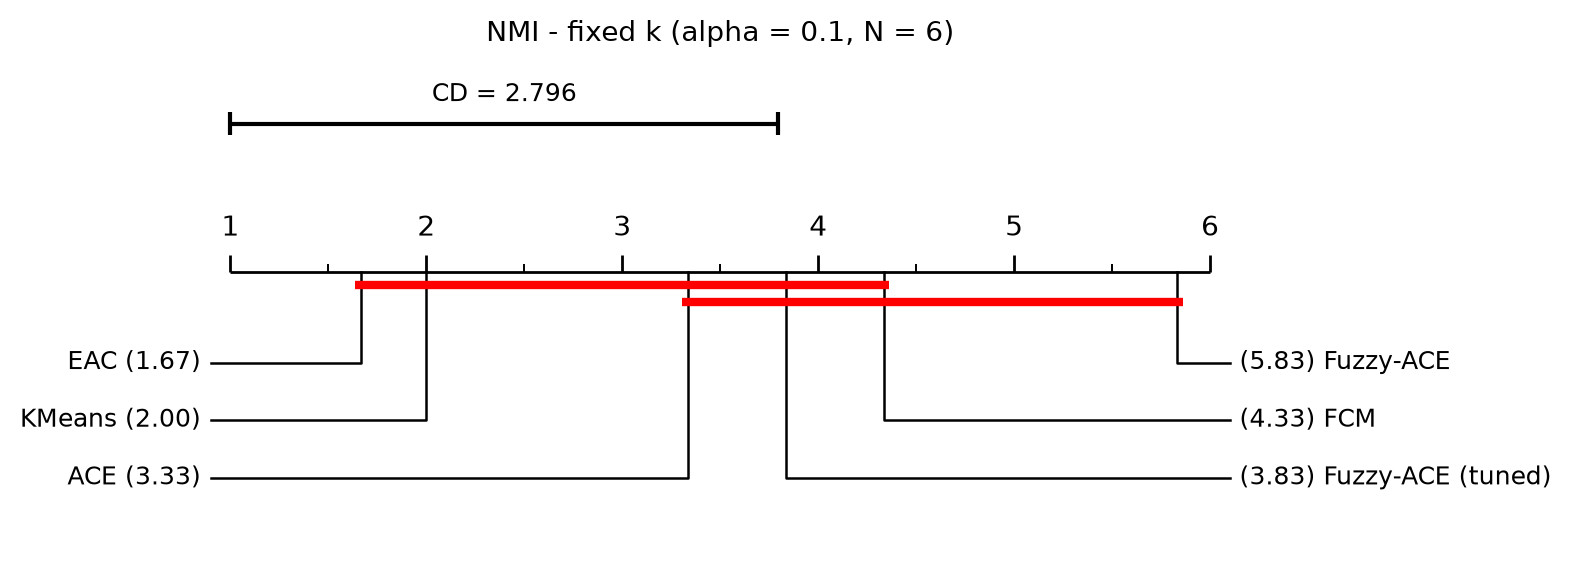 NMI - fixed k (alpha = 0.1, N = 6)
CD = 2.796
1 2 3 4 5 6
EAC (1.67)
(5.83) Fuzzy-ACE
KMeans (2.00)
(4.33) FCM
ACE (3.33)
(3.83) Fuzzy-ACE (tuned)